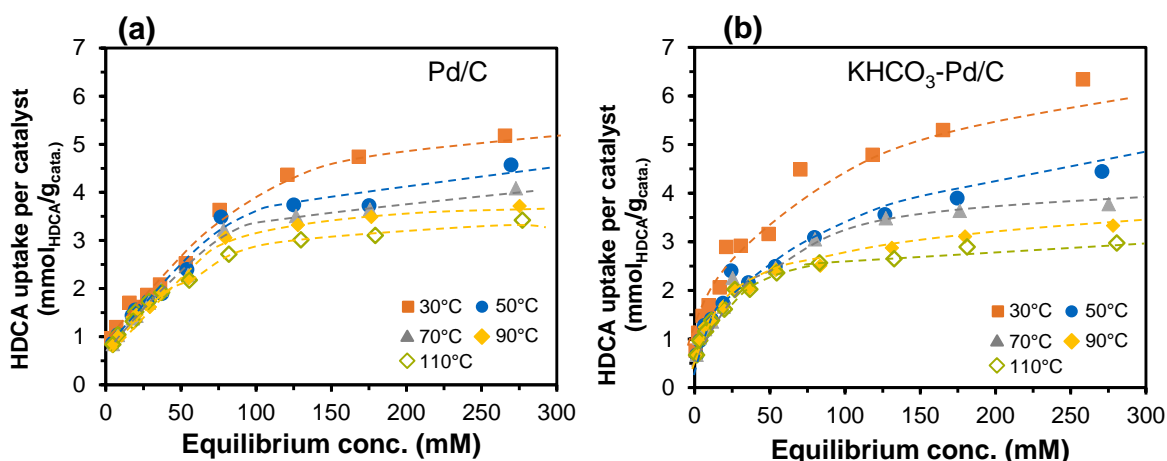 (a)
Pd/C
HDCA uptake per catalyst
(mmolHDCA/gcata.)
7
6
5
4
3
2
1
0
0 50 100 150 200 250 300
Equilibrium conc. (mM)
30°C 50°C
70°C 90°C
110°C
(b)
KHCO3-Pd/C
HDCA uptake per catalyst
(mmolHDCA/gcata.)
7
6
5
4
3
2
1
0
0 50 100 150 200 250 300
Equilibrium conc. (mM)
30°C 50°C
70°C 90°C
110°C